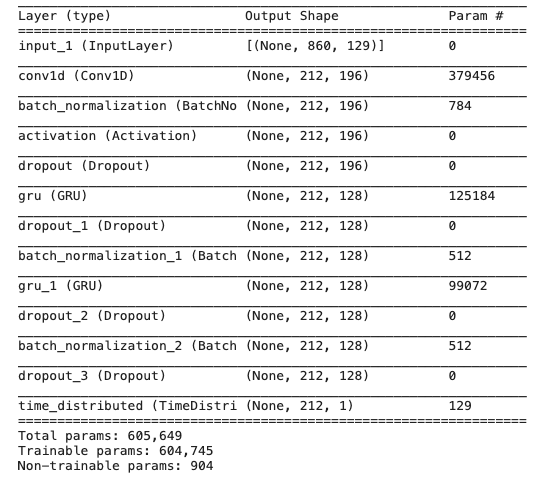 Layer (type) Output Shape Param #
input_1 (InputLayer) [(None, 860, 129)] 0
conv1d (Conv1D) (None, 212, 196) 379456
batch_normalization (BatchNo (None, 212, 196) 784
activation (Activation) (None, 212, 196) 0
dropout (Dropout) (None, 212, 196) 0
gru (GRU) (None, 212, 128) 125184
dropout_1 (Dropout) (None, 212, 128) 0
batch_normalization_1 (Batch (None, 212, 128) 512
gru_1 (GRU) (None, 212, 128) 99072
dropout_2 (Dropout) (None, 212, 128) 0
batch_normalization_2 (Batch (None, 212, 128) 512
dropout_3 (Dropout) (None, 212, 128) 0
time_distributed (TimeDistri (None, 212, 1) 129
Total params: 605,649
Trainable params: 604,745
Non-trainable params: 904